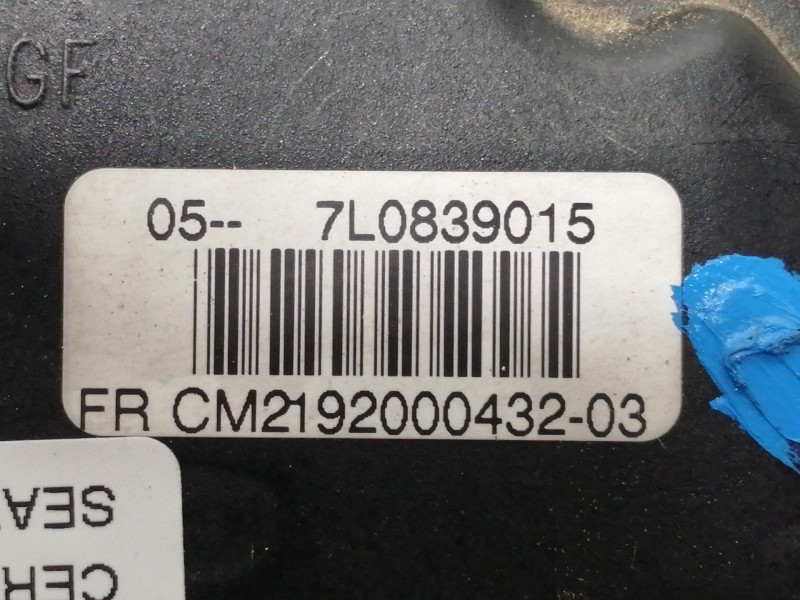 GF
05-- 7L0839015
FR CM2192000432-03
SEA
CER